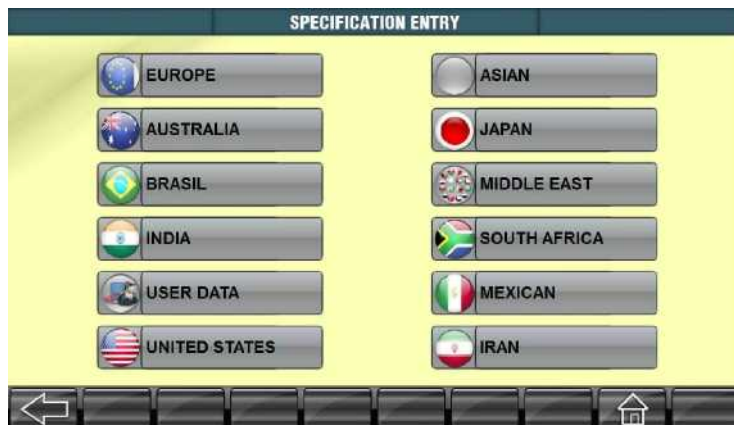 SPECIFICATION ENTRY
EUROPE
AUSTRALIA
BRASIL
INDIA
USER DATA
UNITED STATES
ASIAN
JAPAN
MIDDLE EAST
SOUTH AFRICA
MEXICAN
IRAN